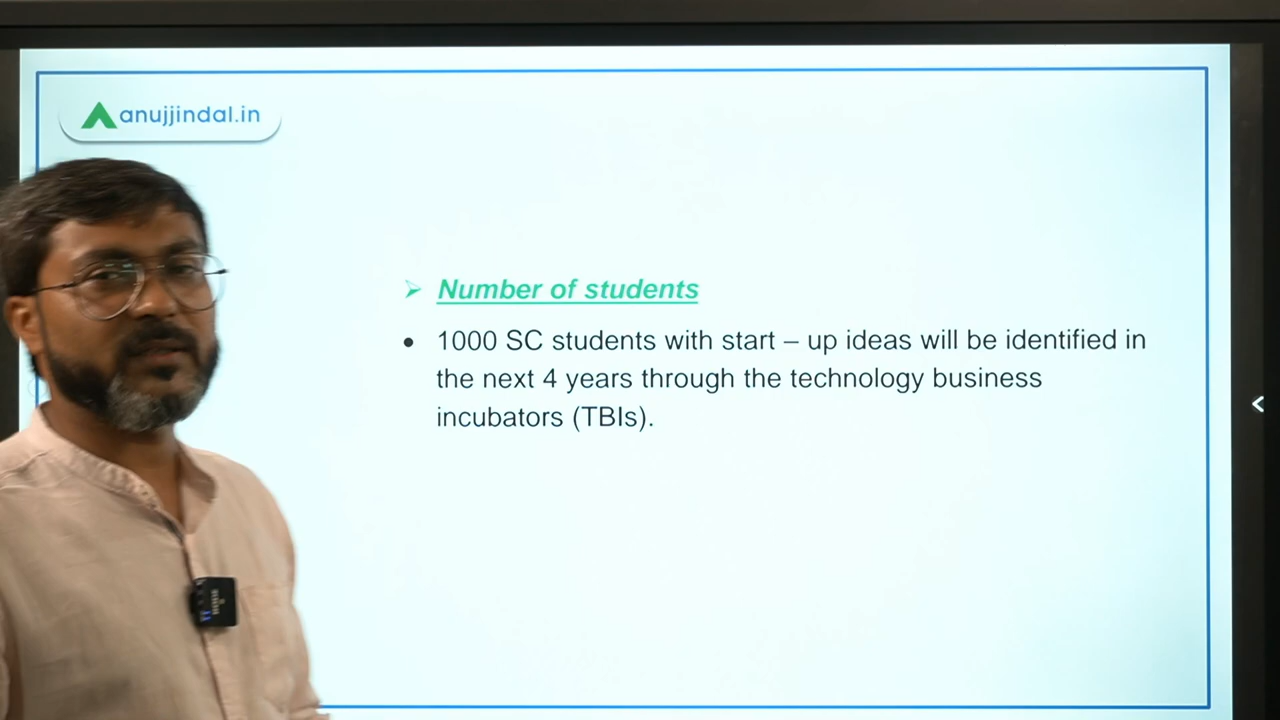 anujjindal.in
Number of students
1000 SC students with start – up ideas will be identified in
the next 4 years through the technology business
incubators (TBIs).